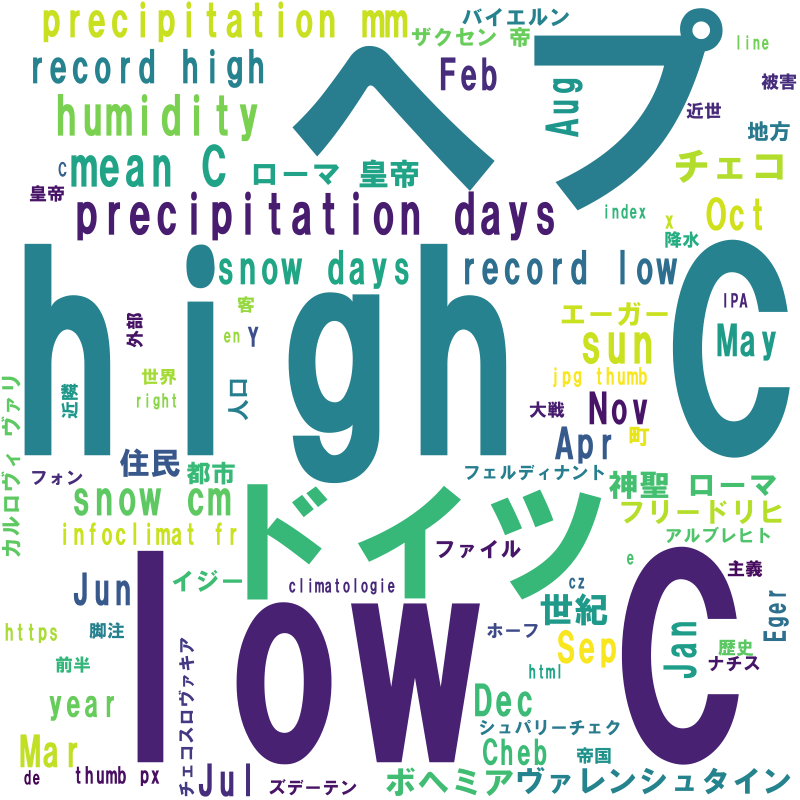 precipitation mm
バイエルン
ザクセン 帝
line
record high
Feb
ヘプ
Aug
被害
近世
地方
humidity
C
mean C
ローマ 皇帝
チェコ
皇帝
precipitation days
index
x
Oct
降水
snow days
record low
high C
IPA
客
外部
en
Y
エーガー
sun
May
世界
jpg thumb
right
人口
大戦
Nov
町
カルロヴィ ヴァリ
Apr
住民
都市
フォン
フェルディナント
神聖 ローマ
snow cm
ドイツ
フリードリヒ
infoclimat fr
ファイル
アルブレヒト
low C
e
主義
Jun
イジー
climatologie
cz
世紀
Eger
https
脚注
ホーフ
Sep
Jan
歴史
ナチス
前半
チェコスロヴァキア
html
year
Dec
シュパリーチェク
Mar
Cheb
帝国
de
thumb px
Jul
ズデーテン
ボヘミア
ヴァレンシュタイン